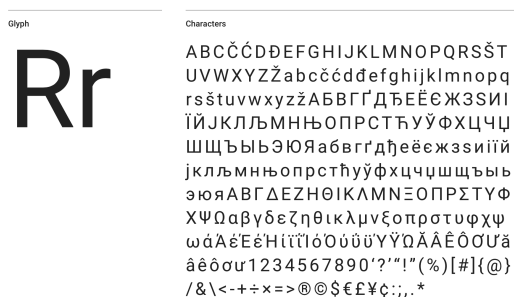 Glyph
Characters
Rr
ABCČĆDĐEFGHIJKLMNOPQRSŠT
UVWXYZŽabcčćdđefghijklmnopq
rsštuvwxyzžАБВГҐДЂЕЁЄЖЗЅИІ
ЇЙЈКЛЉМНЊОПРСТЋУЎФХЦЧЏ
ШЩЪЫЬЭЮЯабвгґдђеёєжзѕиіїй
јклљмнњопрстћуўфхцчџшщъыь
эюяΑΒΓΔΕΖΗΘΙΚΛΜΝΞΟΠΡΣΤΥΦ
ΧΨΩαβγδεζηθικλμνξοπρστυφχψ
ωάΆέΈέΉίϊΐΊόΌύΰϋΎΫΏĂÂÊÔƠƯă
âêôơư1234567890‘?’“!”(%)[#]{@}
/&\<-+÷×=>®©$€£¥¢:;,.*